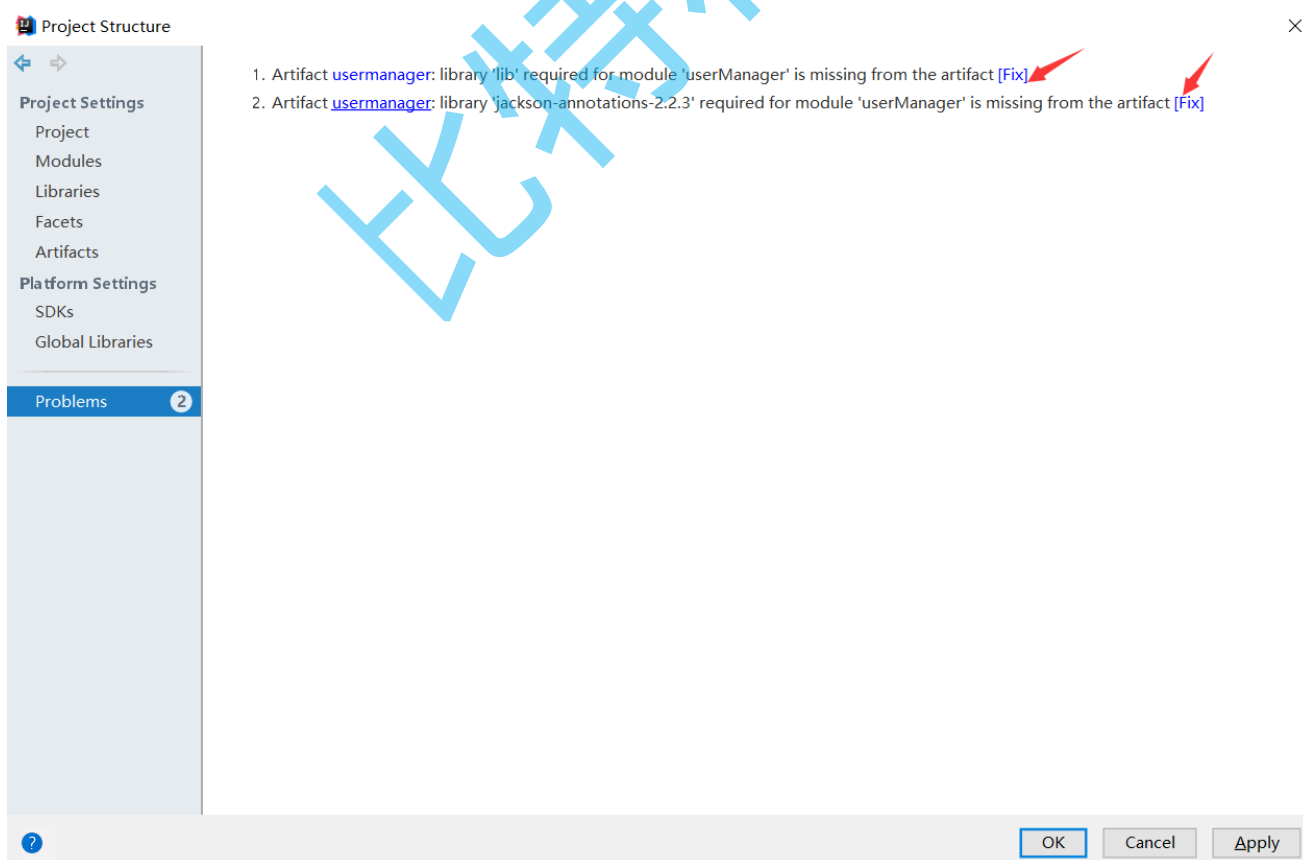 Project Structure
Project Settings
Project
Modules
Libraries
Facets
Artifacts
Platform Settings
SDKs
Global Libraries
Problems 2
1. Artifact usermanager: library 'lib' required for module 'userManager' is missing from the artifact [Fix]
2. Artifact usermanager: library 'jackson-annotations-2.2.3' required for module 'userManager' is missing from the artifact [Fix]
比特
?
OK Cancel Apply